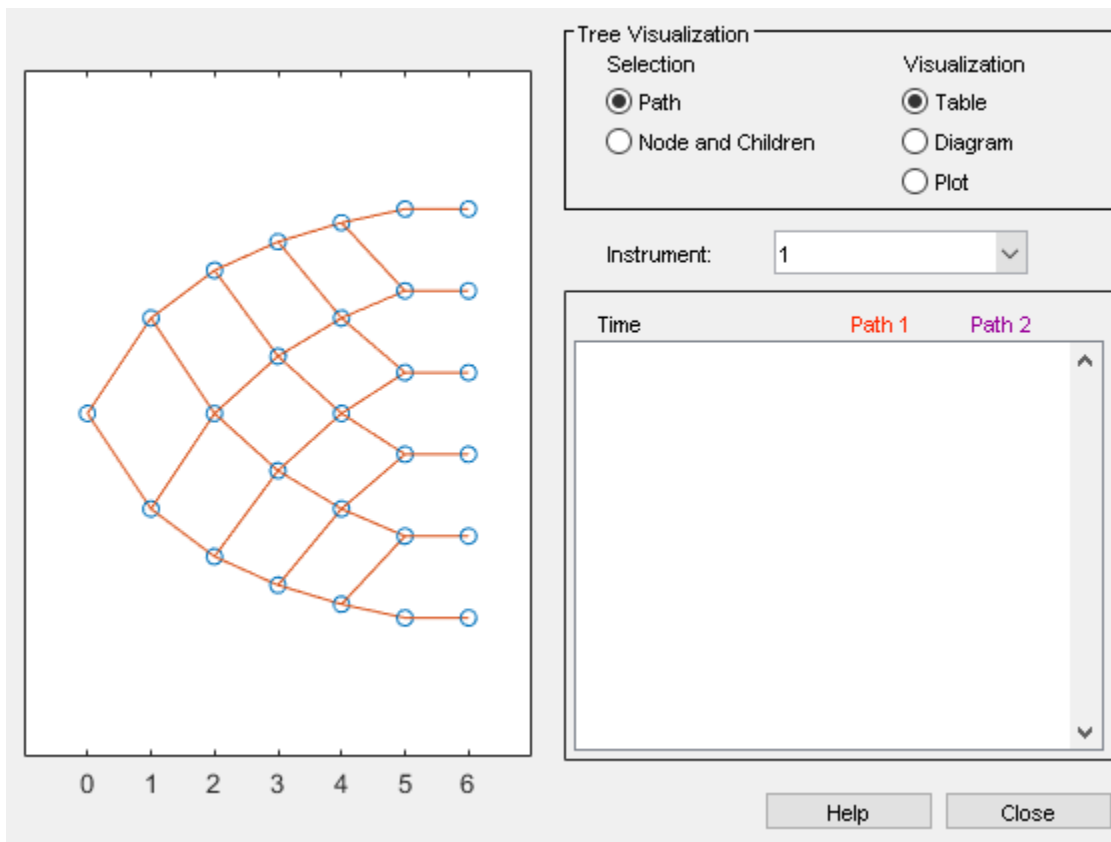 Tree Visualization
Selection
Visualization
Path
Table
Node and Children
Diagram
Plot
Instrument:
1
Time Path 1 Path 2
0 1 2 3 4 5 6
Help
Close